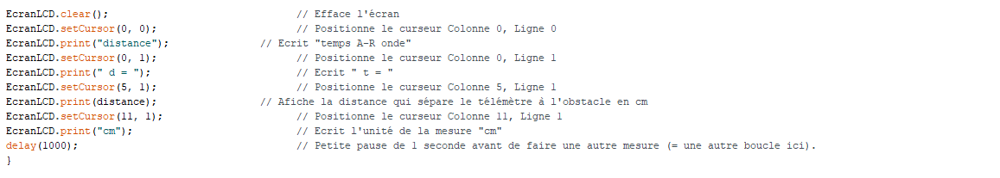 EcranLCD.clear(); // Efface l'écran
EcranLCD.setCursor(0, 0); // Positionne le curseur Colonne 0, Ligne 0
EcranLCD.print("distance"); // Ecrit "temps A-R onde"
EcranLCD.setCursor(0, 1); // Positionne le curseur Colonne 0, Ligne 1
EcranLCD.print(" d = "); // Ecrit " t = "
EcranLCD.setCursor(5, 1); // Positionne le curseur Colonne 5, Ligne 1
EcranLCD.print(distance); // Afiche la distance qui sépare le télémètre à l'obstacle en cm
EcranLCD.setCursor(11, 1); // Positionne le curseur Colonne 11, Ligne 1
EcranLCD.print("cm"); // Ecrit l'unité de la mesure "cm"
delay(1000); // Petite pause de 1 seconde avant de faire une autre mesure (= une autre boucle ici).
}